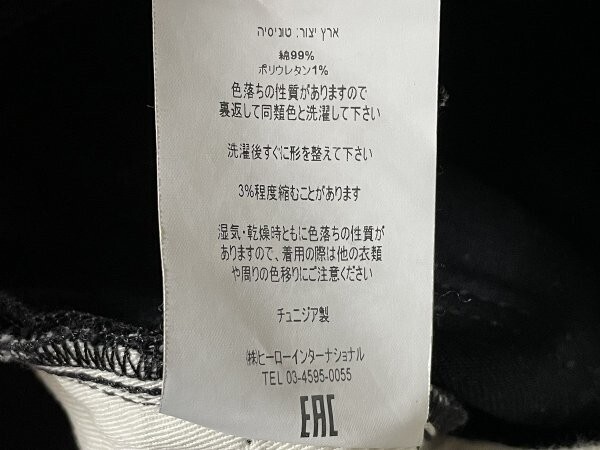 ארץ יצור: טוניסיה
綿99%
ポリウレタン1%
色落ちの性質がありますので
裏返して同類色と洗濯して下さい
洗濯後すぐに形を整えて下さい
3%程度縮むことがあります
湿気・乾燥時ともに色落ちの性質が
ありますので、着用の際は他の衣類
や周りの色移りにご注意ください
チュニジア製
㈱ヒーローインターナショナル
TEL 03-4595-0055
EAC